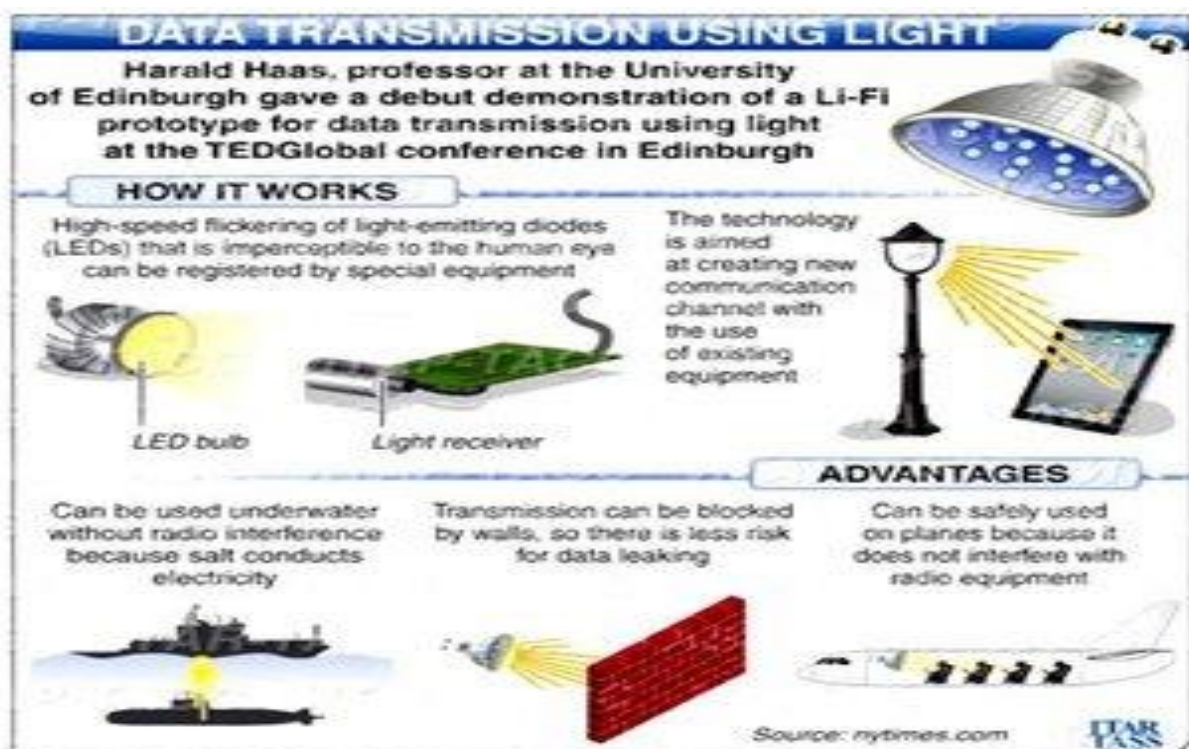 DATA TRANSMISSION USING LIGHT
Harald Haas, professor at the University
of Edinburgh gave a debut demonstration of a Li-Fi
prototype for data transmission using light
at the TEDGlobal conference in Edinburgh
HOW IT WORKS
High-speed flickering of light-emitting diodes
(LEDs) that is imperceptible to the human eye
can be registered by special equipment
LED bulb
Light receiver
The technology
is aimed
at creating new
communication
channel with
the use
of existing
equipment
ADVANTAGES
Can be used underwater
without radio interference
because salt conducts
electricity
Transmission can be blocked
by walls, so there is less risk
for data leaking
Can be safely used
on planes because it
does not interfere with
radio equipment
Source: nytimes.com
ITAR
TASS